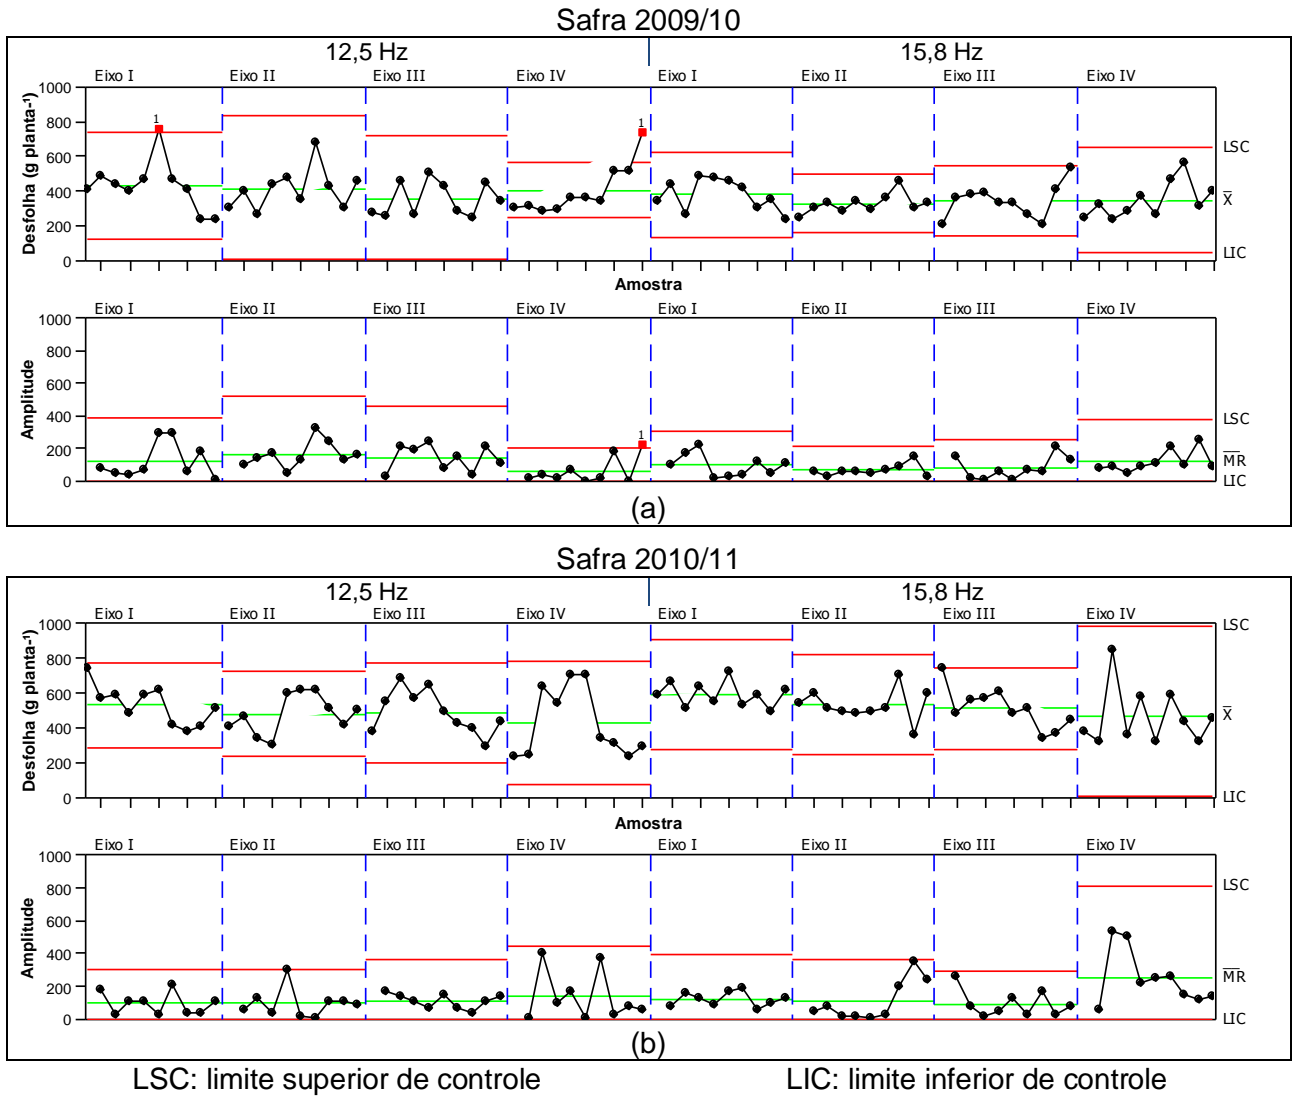 Safra 2009/10
12,5 Hz 15,8 Hz
Eixo I Eixo II Eixo III Eixo IV Eixo I Eixo II Eixo III Eixo IV
Desfolha (g planta-¹)
1000
800
600
400
200
0
1 1
LSC
X̅
LIC
Amostra
Eixo I Eixo II Eixo III Eixo IV Eixo I Eixo II Eixo III Eixo IV
Amplitude
1000
800
600
400
200
0
1
LSC
M̅R̅
LIC
(a)
Safra 2010/11
12,5 Hz 15,8 Hz
Eixo I Eixo II Eixo III Eixo IV Eixo I Eixo II Eixo III Eixo IV
Desfolha (g planta-¹)
1000
800
600
400
200
0
LSC
X̅
LIC
Amostra
Eixo I Eixo II Eixo III Eixo IV Eixo I Eixo II Eixo III Eixo IV
Amplitude
1000
800
600
400
200
0
LSC
M̅R̅
LIC
(b)
LSC: limite superior de controle LIC: limite inferior de controle